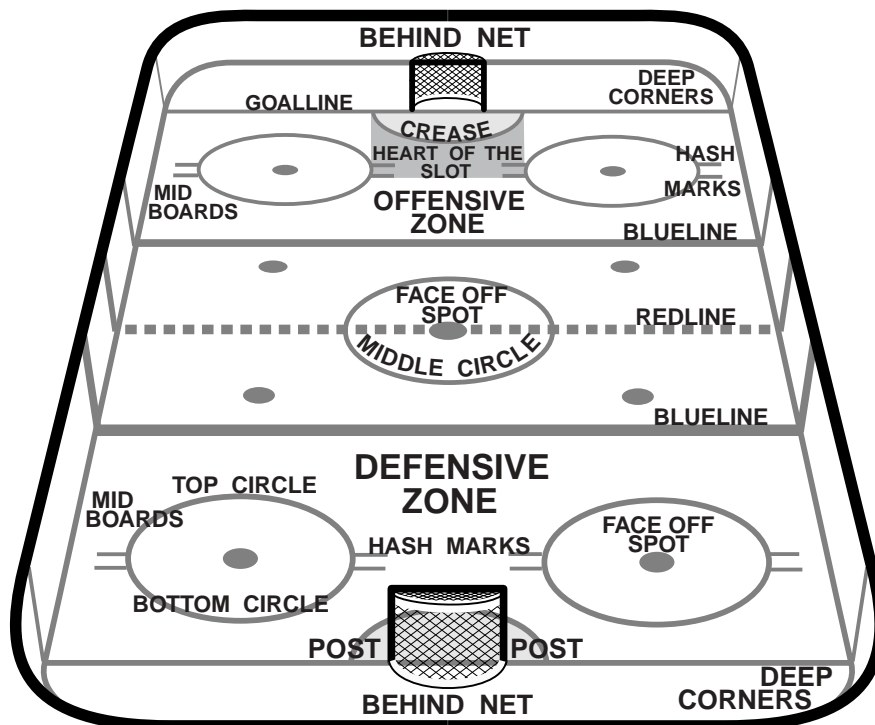 BEHIND NET
DEEP
CORNERS
GOALLINE
CREASE
HEART OF THE
SLOT
HASH
MARKS
MID
BOARDS
OFFENSIVE
ZONE
BLUELINE
FACE OFF
SPOT
REDLINE
MIDDLE CIRCLE
BLUELINE
DEFENSIVE
ZONE
TOP CIRCLE
MID
BOARDS
FACE OFF
SPOT
HASH MARKS
BOTTOM CIRCLE
POST POST
DEEP
CORNERS
BEHIND NET